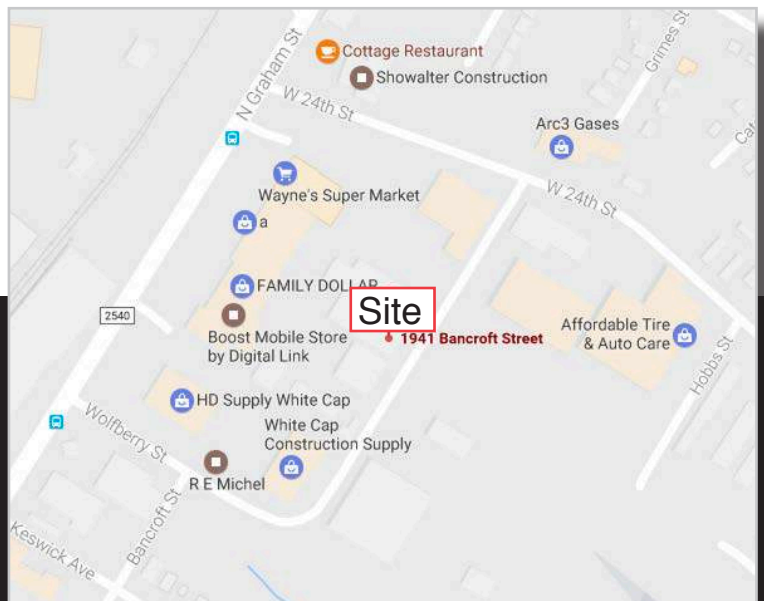 Cottage Restaurant
Showalter Construction
N Graham St
Grimes St
W 24th St
Arc3 Gases
Wayne's Super Market
W 24th St
a
FAMILY DOLLAR
Site
2540
Boost Mobile Store
by Digital Link
1941 Bancroft Street
Affordable Tire
& Auto Care
Hobbs St
HD Supply White Cap
Wolfberry St
White Cap
Construction Supply
R E Michel
Bancroft St
Keswick Ave